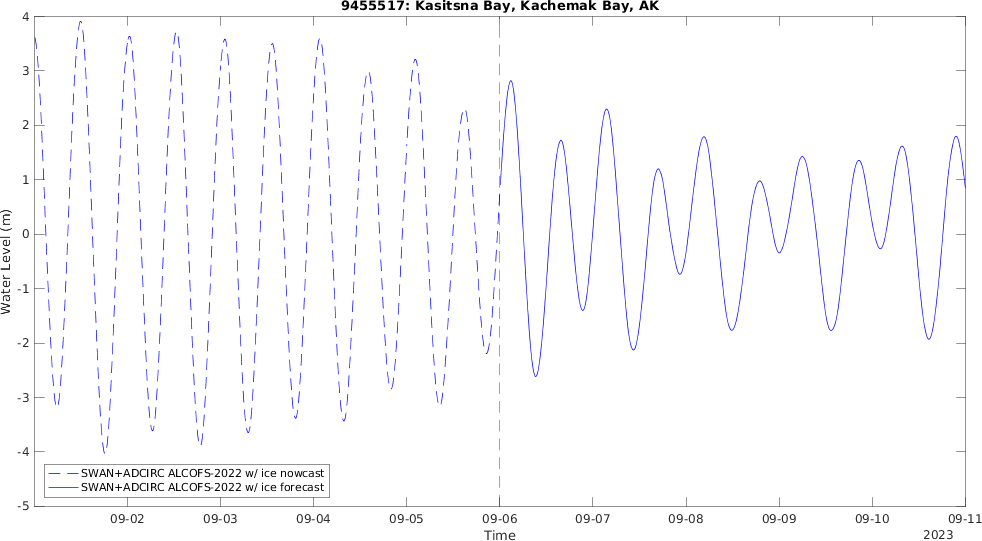 9455517: Kasitsna Bay, Kachemak Bay, AK
Water Level (m)
4
3
2
1
0
-1
-2
-3
-4
-5
SWAN+ADCIRC ALCOFS-2022 w/ ice nowcast
SWAN+ADCIRC ALCOFS-2022 w/ ice forecast
09-02 09-03 09-04 09-05 09-06 09-07 09-08 09-09 09-10 09-11
Time
2023